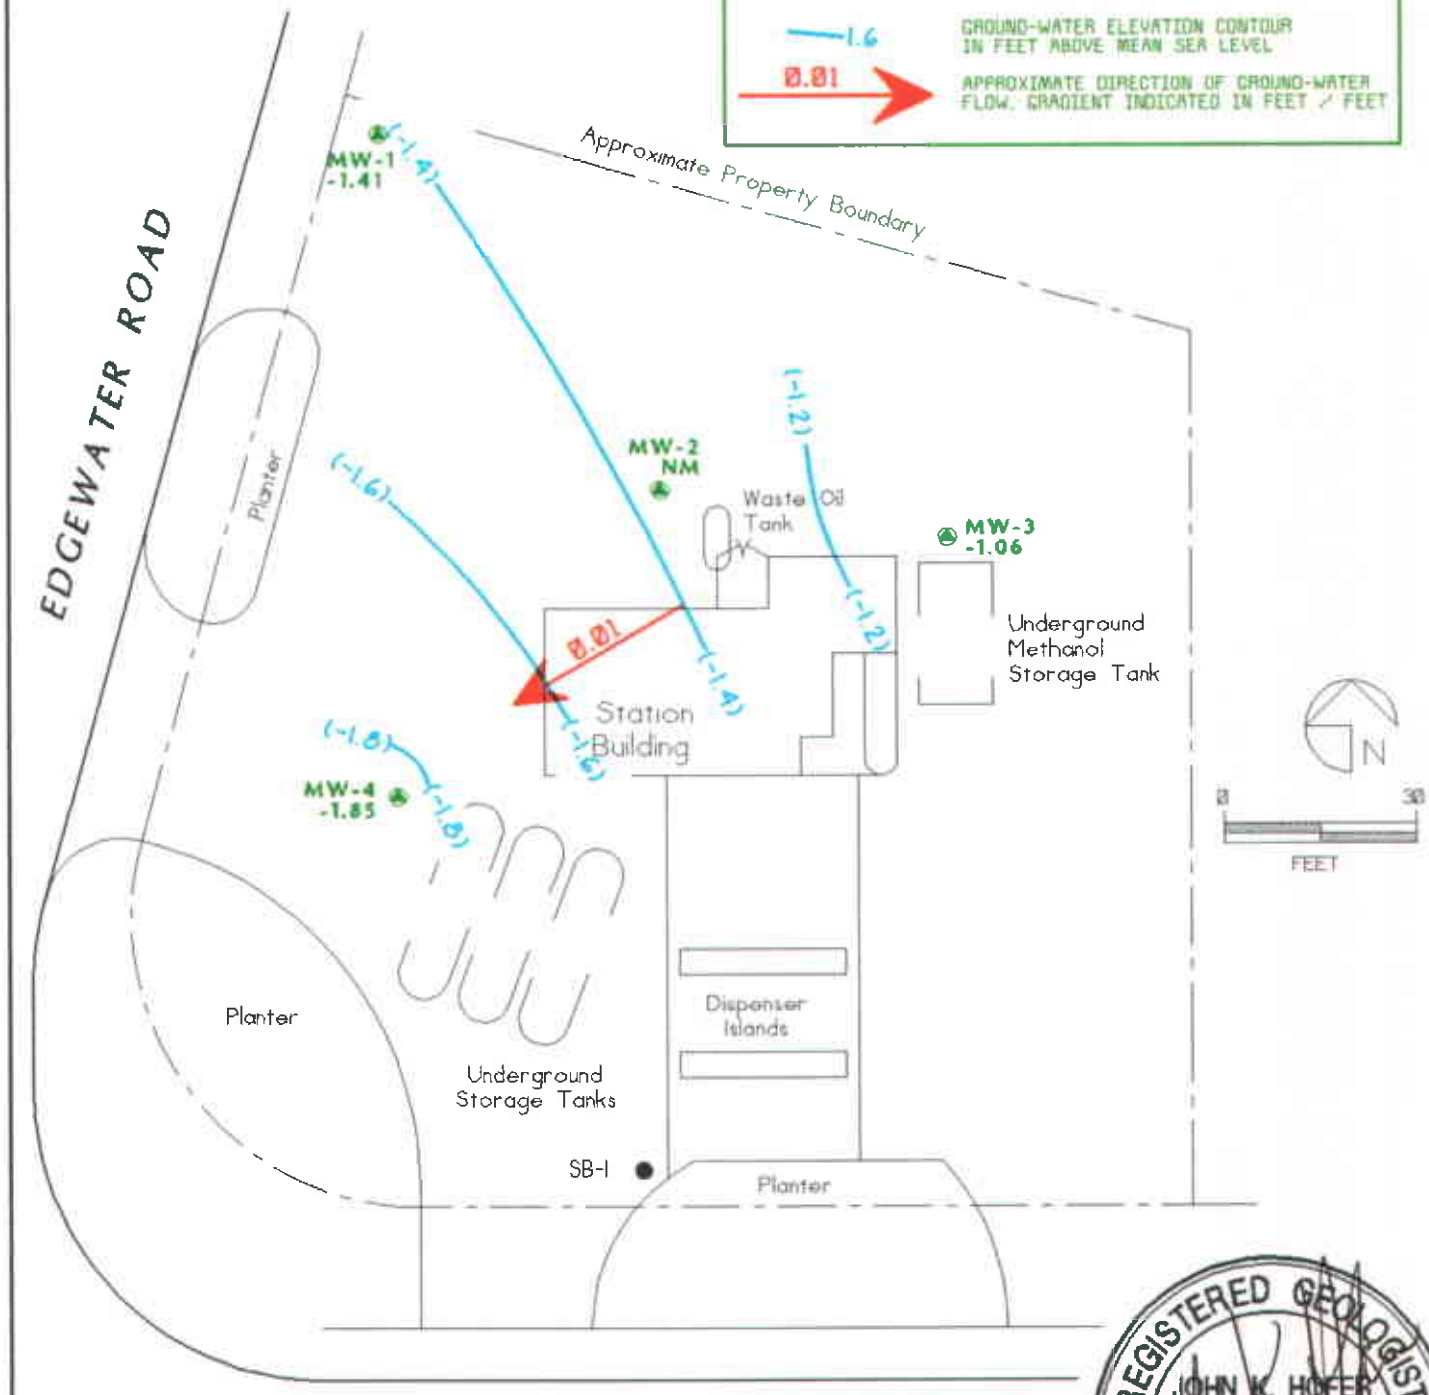 1.6
GROUND-WATER ELEVATION CONTOUR
IN FEET ABOVE MEAN SEA LEVEL
0.01
APPROXIMATE DIRECTION OF GROUND-WATER
FLOW. GRADIENT INDICATED IN FEET / FEET
Approximate Property Boundary
MW-1
-1.41
(-1.4)
EDGEWATER ROAD
Planter
(-1.6)
(-1.2)
MW-2
NM
Waste Oil
Tank
MW-3
-1.06
(-1.2)
Underground
Methanol
Storage Tank
0.01
(-1.4)
Station
Building
(-1.6)
(-1.8)
MW-4
-1.85
(-1.8)
N
0 30
FEET
Planter
Dispenser
Islands
Underground
Storage Tanks
SB-1
Planter
REGISTERED GEOLOGIST
JOHN K. HOFER